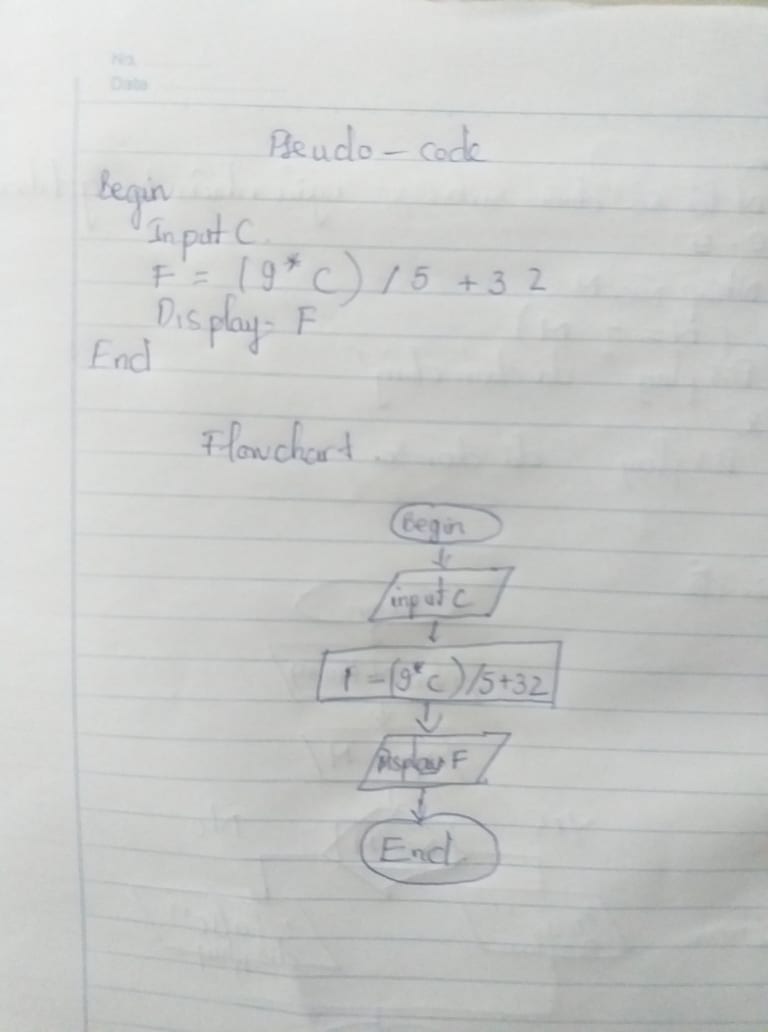 No.
Date
Pseudo - code
Begin
Input C.
F = (9* C) / 5 + 3 2
Display F
End
Flowchart.
Begin
input C
F = (9* C) /5+32
Display F
End